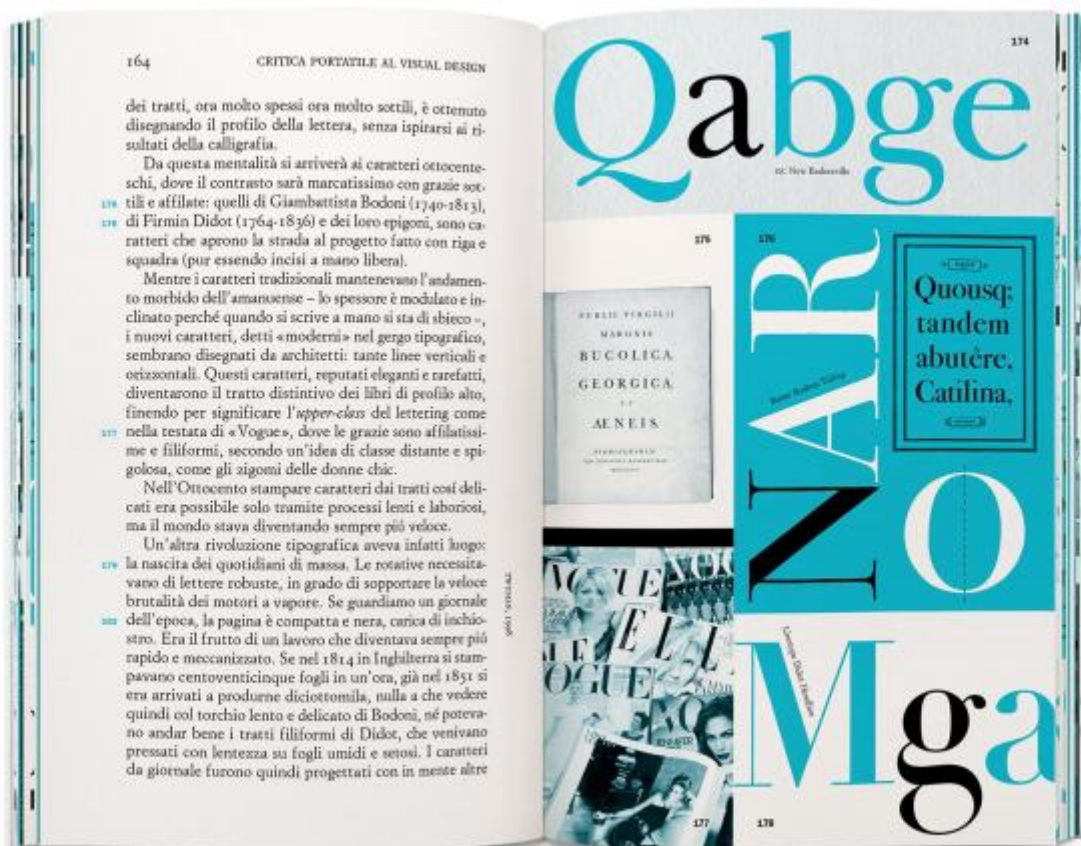 164
CRITICA PORTATILE AL VISUAL DESIGN
dei tratti, ora molto spessi ora molto sottili, è ottenuto
disegnando il profilo della lettera, senza ispirarsi ai ri-
sultati della calligrafia.
Da questa mentalità si arriverà ai caratteri ottocente-
schi, dove il contrasto sarà marcatissimo con grazie sot-
tili e affilate: quelli di Giambattista Bodoni (1740-1813),
di Firmin Didot (1764-1836) e dei loro epigoni, sono ca-
ratteri che aprono la strada al progetto fatto con riga e
squadra (pur essendo incisi a mano libera).
Mentre i caratteri tradizionali mantenevano l'andamen-
to morbido dell'amanuense – lo spessore è modulato e in-
clinato perché quando si scrive a mano si sta di sbieco –,
i nuovi caratteri, detti «moderni» nel gergo tipografico,
sembrano disegnati da architetti: tante linee verticali e
orizzontali. Questi caratteri, reputati eleganti e rarefatti,
diventarono il tratto distintivo dei libri di profilo alto,
finendo per significare l'upper-class del lettering come
177 nella testata di «Vogue», dove le grazie sono affilatissi-
me e filiformi, secondo un'idea di classe distante e spi-
golosa, come gli zigomi delle donne chic.
Nell'Ottocento stampare caratteri dai tratti cosí deli-
cati era possibile solo tramite processi lenti e laboriosi,
ma il mondo stava diventando sempre piú veloce.
Un'altra rivoluzione tipografica aveva infatti luogo:
179 la nascita dei quotidiani di massa. Le rotative necessita-
vano di lettere robuste, in grado di sopportare la veloce
brutalità dei motori a vapore. Se guardiamo un giornale
dell'epoca, la pagina è compatta e nera, carica di inchio-
stro. Era il frutto di un lavoro che diventava sempre piú
rapido e meccanizzato. Se nel 1814 in Inghilterra si stam-
pavano centoventicinque fogli in un'ora, già nel 1851 si
era arrivati a produrne diciottomila, nulla a che vedere
quindi col torchio lento e delicato di Bodoni, né poteva-
no andar bene i tratti filiformi di Didot, che venivano
pressati con lentezza su fogli umidi e setosi. I caratteri
da giornale furono quindi progettati con in mente altre
174
Qabge
ITC New Baskerville
175
PUBLII VIRGILII
MARONIS
BUCOLICA,
GEORGICA,
ET
AENEIS.
176
NAR
O
Quousq;
tandem
abutêre,
Catilina,
VOGUE
ELLE
VOGUE
JENNIFER
177
Mga
Linotype Didot Headline
178